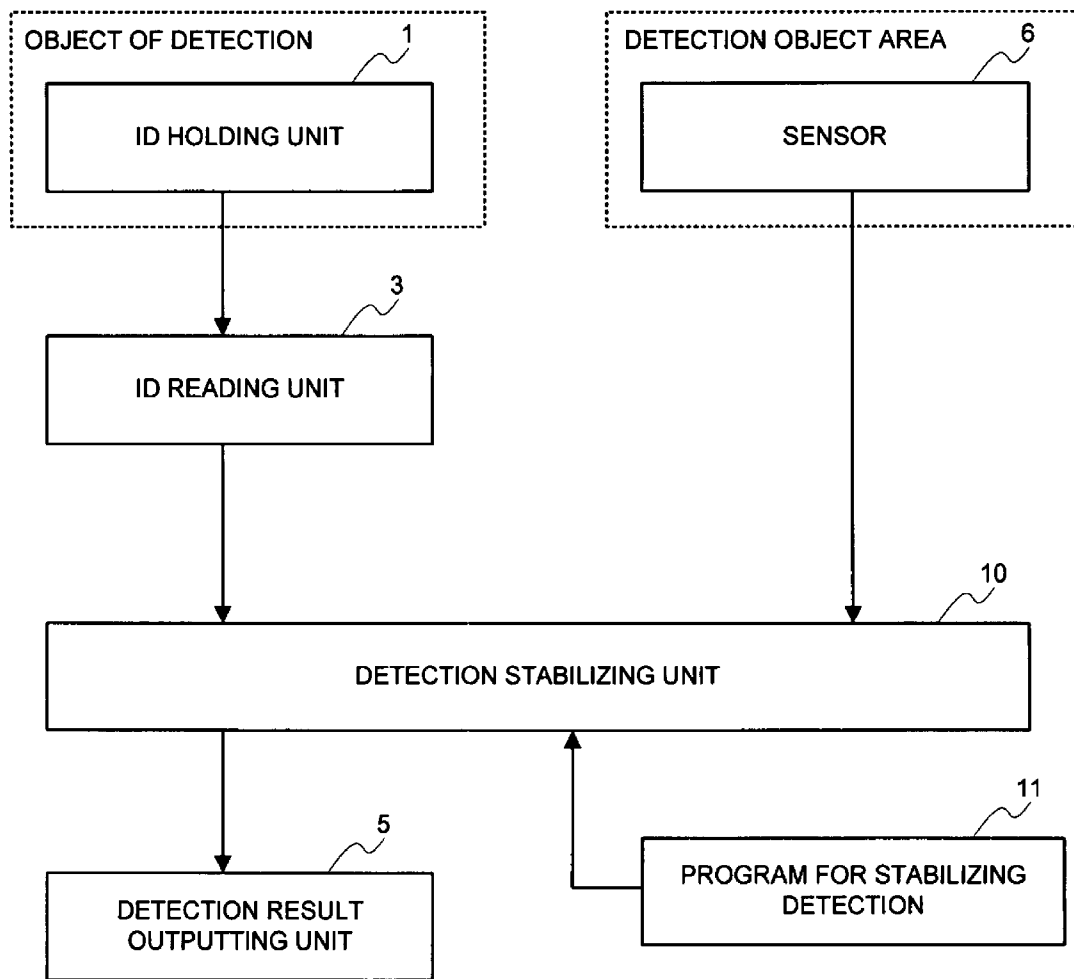 OBJECT OF DETECTION
1
ID HOLDING UNIT
DETECTION OBJECT AREA
6
SENSOR
3
ID READING UNIT
10
DETECTION STABILIZING UNIT
5
DETECTION RESULT
OUTPUTTING UNIT
11
PROGRAM FOR STABILIZING
DETECTION